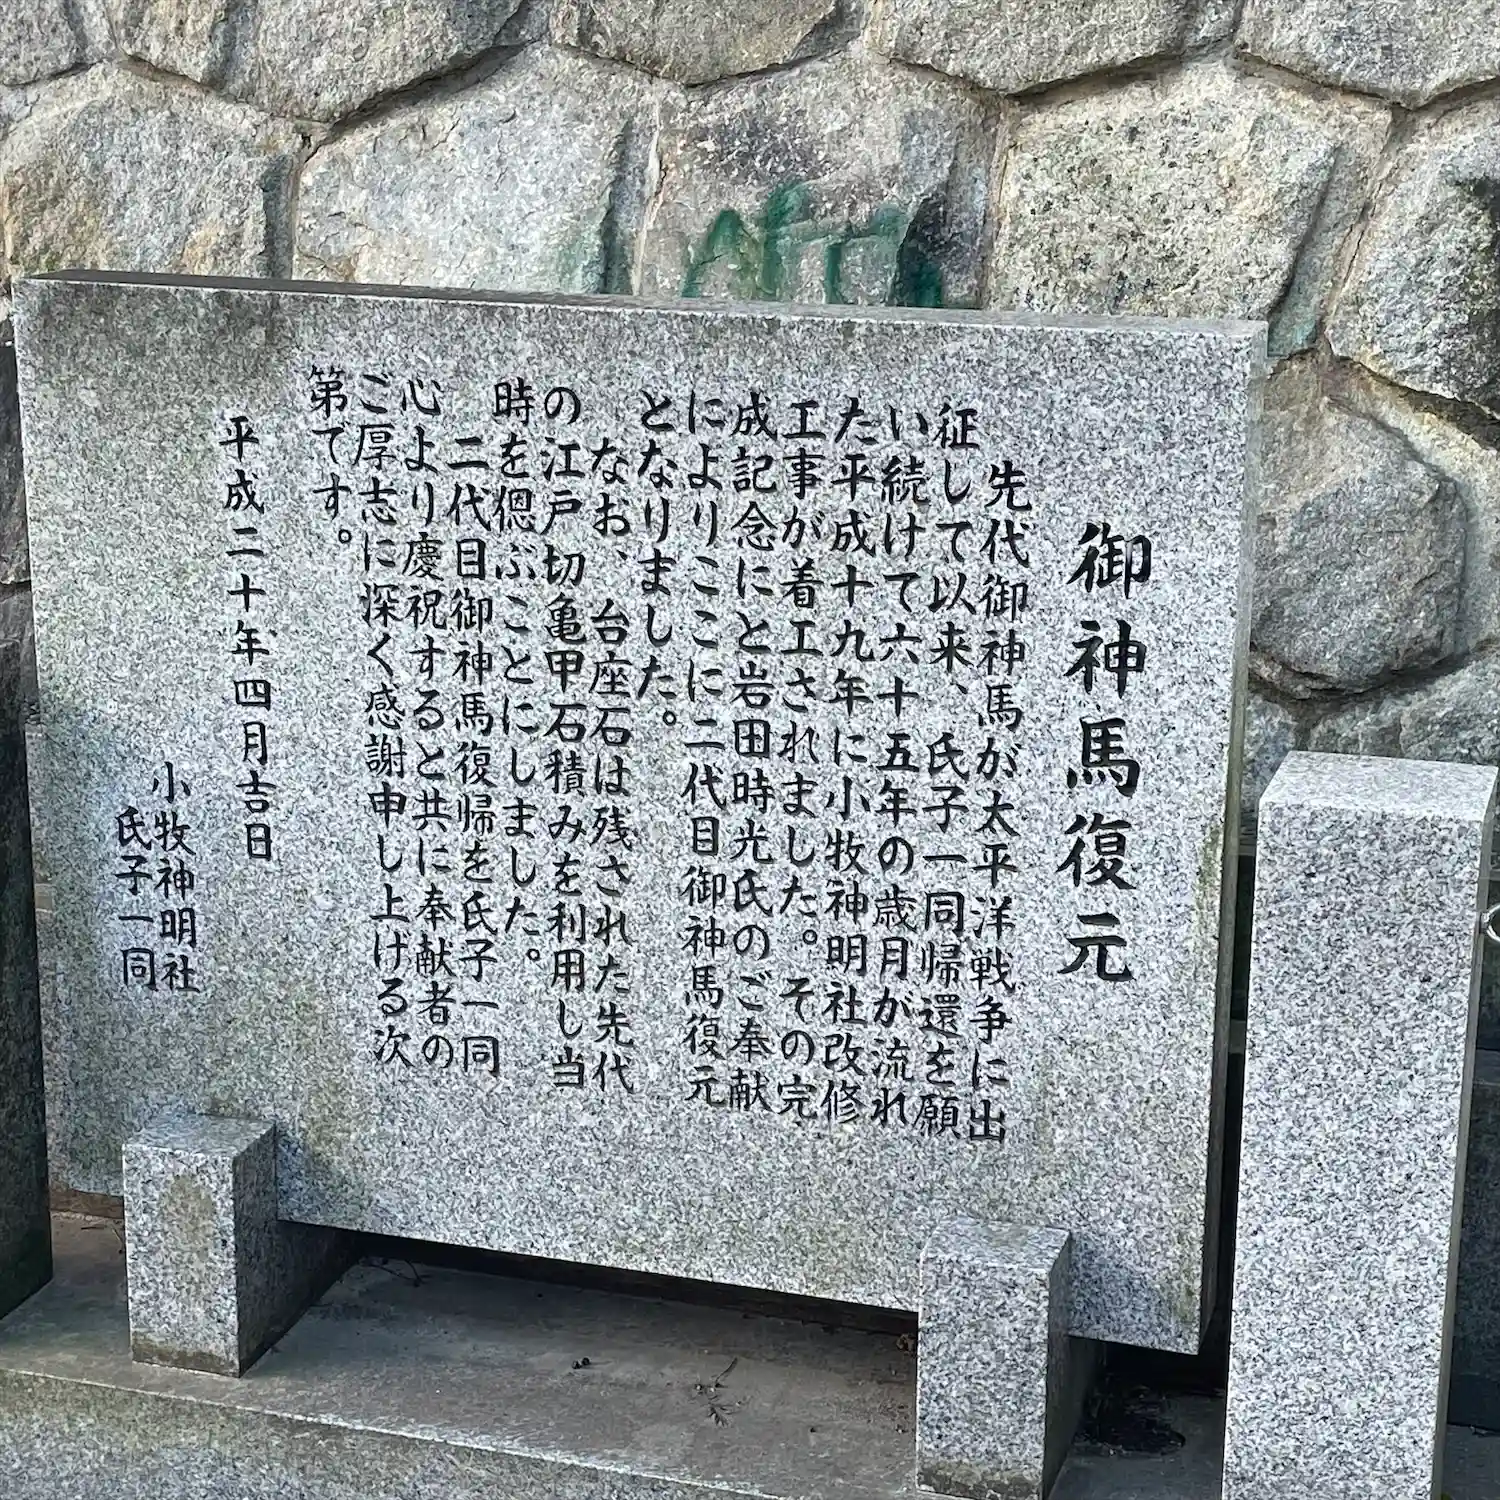 御神馬復元
先代御神馬が太平洋戦争に出
征して以来、氏子一同帰還を願
い続けて六十五年の歳月が流れ
た平成十九年に小牧神明社改修
工事が着工されました。その完
成記念にと岩田時光氏のご奉献
によりここに二代目御神馬復元
となりました。
なお、台座石は残された先代
の江戸切亀甲石積みを利用し当
時を偲ぶことにしました。
二代目御神馬復帰を氏子一同
心より慶祝すると共に奉献者の
ご厚志に深く感謝申し上げる次
第です。
平成二十年四月吉日
小牧神明社
氏子一同